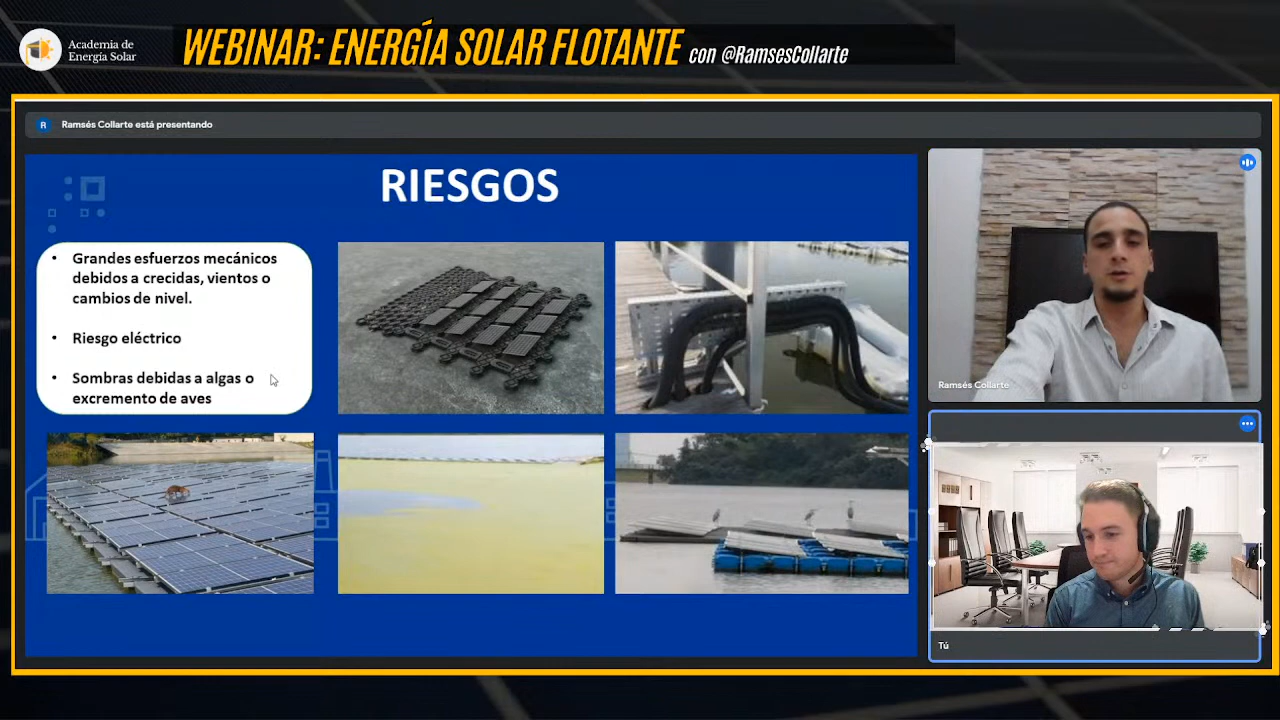 Academia de
Energía Solar
WEBINAR: ENERGÍA SOLAR FLOTANTE con @RamsesCollarte
R Ramsés Collarte está presentando
RIESGOS
• Grandes esfuerzos mecánicos
debidos a crecidas, vientos o
cambios de nivel.
• Riesgo eléctrico
• Sombras debidas a algas o
excremento de aves
Ramsés Collarte
Tú